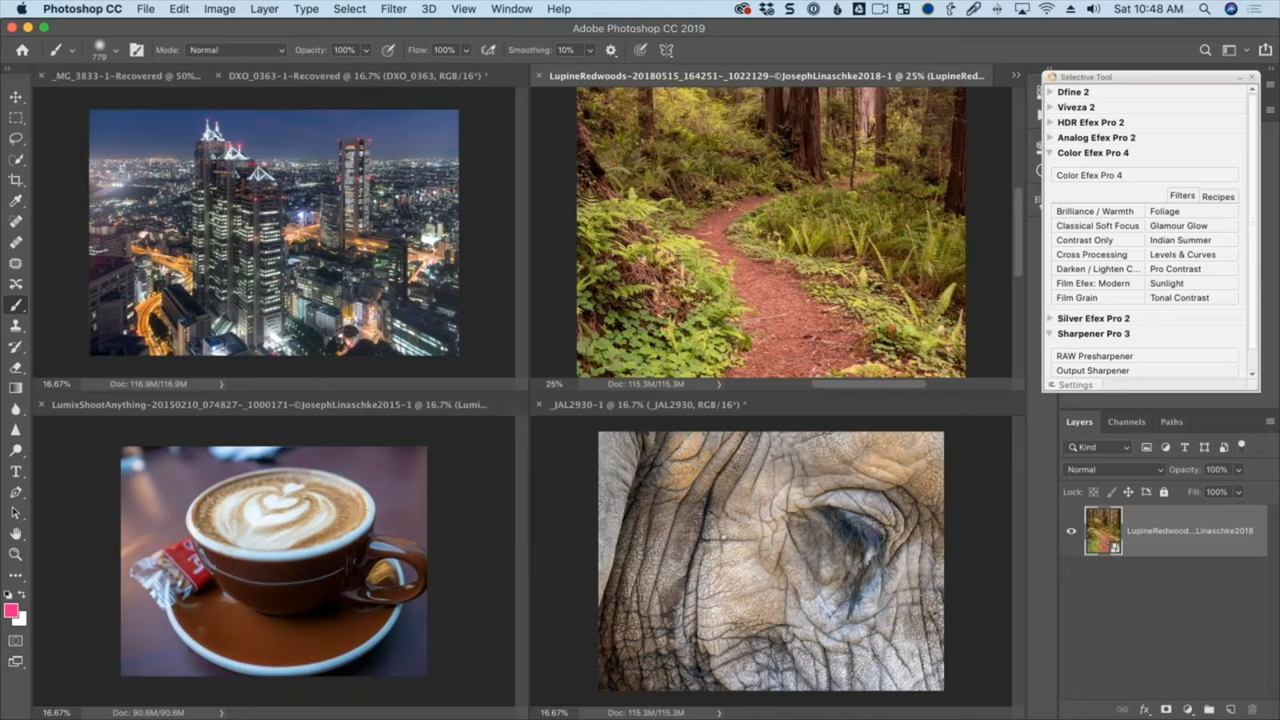 Photoshop CC File Edit Image Layer Type Select Filter 3D View Window Help Sat 10:48 AM
Adobe Photoshop CC 2019
779 Mode: Normal Opacity: 100% Flow: 100% Smoothing: 10%
_MG_3833-1-Recovered @ 50%... DXO_0363-1-Recovered @ 16.7% (DXO_0363, RGB/16*) *
LupineRedwoods-20180515_164251-_1022129-©JosephLinaschke2018-1 @ 25% (LupineRed...
16.67% Doc: 116.9M/116.9M
25% Doc: 115.3M/115.3M
LumixShootAnything-20150210_074827-_1000171-©JosephLinaschke2015-1 @ 16.7% (Lumi...
_JAL2930-1 @ 16.7% (_JAL2930, RGB/16*) *
16.67% Doc: 90.6M/90.6M
16.67% Doc: 115.3M/115.3M
Selective Tool
Dfine 2
Viveza 2
HDR Efex Pro 2
Analog Efex Pro 2
Color Efex Pro 4
Color Efex Pro 4
Filters Recipes
Brilliance / Warmth Foliage
Classical Soft Focus Glamour Glow
Contrast Only Indian Summer
Cross Processing Levels & Curves
Darken / Lighten C... Pro Contrast
Film Efex: Modern Sunlight
Film Grain Tonal Contrast
Silver Efex Pro 2
Sharpener Pro 3
RAW Presharpener
Output Sharpener
Settings
Layers Channels Paths
Kind
Normal Opacity: 100%
Lock: Fill: 100%
LupineRedwood...Linaschke2018